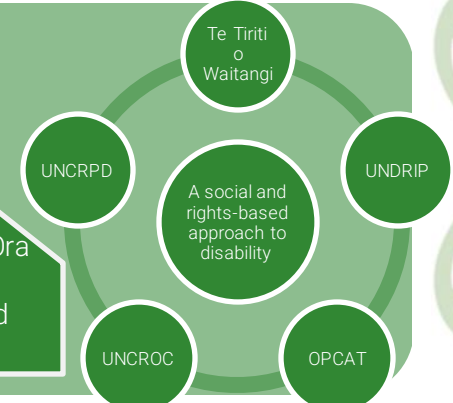 Te Tiriti
o
Waitangi
UNCRPD
UNDRIP
A social and
rights-based
approach to
disability
UNCROC
OPCAT